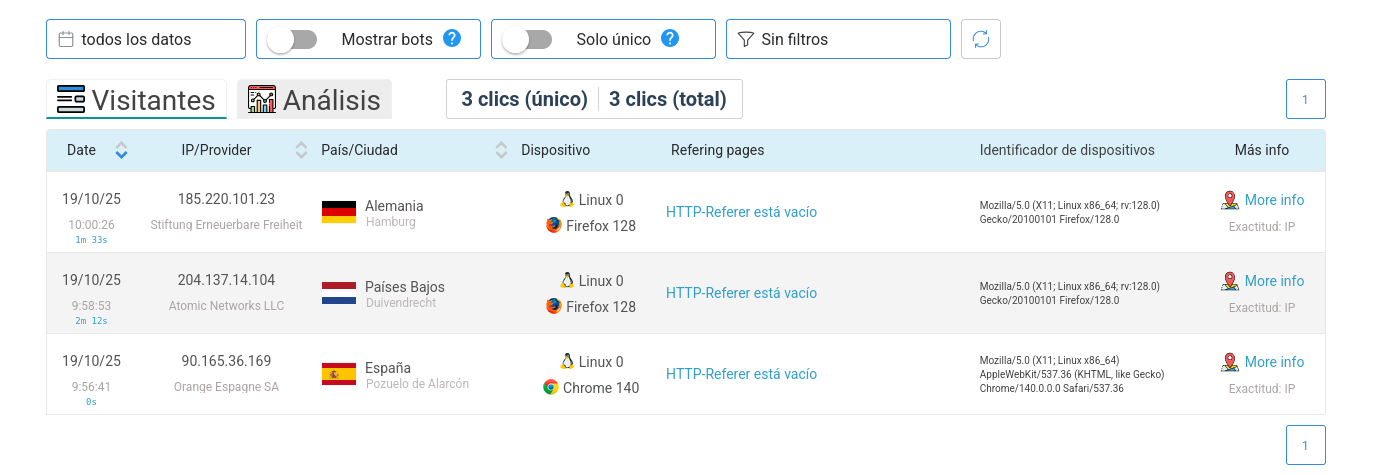 todos los datos
Mostrar bots ?
Solo único ?
Sin filtros
Visitantes
Análisis
3 clics (único)
3 clics (total)
1
Date IP/Provider País/Ciudad Dispositivo Refering pages Identificador de dispositivos Más info
19/10/25
10:00:26
1m 33s
185.220.101.23
Stiftung Erneuerbare Freiheit
Alemania
Hamburg
Linux 0
Firefox 128
HTTP-Referer está vacío
Mozilla/5.0 (X11; Linux x86_64; rv:128.0)
Gecko/20100101 Firefox/128.0
More info
Exactitud: IP
19/10/25
9:58:53
2m 12s
204.137.14.104
Atomic Networks LLC
Países Bajos
Duivendrecht
Linux 0
Firefox 128
HTTP-Referer está vacío
Mozilla/5.0 (X11; Linux x86_64; rv:128.0)
Gecko/20100101 Firefox/128.0
More info
Exactitud: IP
19/10/25
9:56:41
0s
90.165.36.169
Orange Espagne SA
España
Pozuelo de Alarcón
Linux 0
Chrome 140
HTTP-Referer está vacío
Mozilla/5.0 (X11; Linux x86_64)
AppleWebKit/537.36 (KHTML, like Gecko)
Chrome/140.0.0.0 Safari/537.36
More info
Exactitud: IP
1